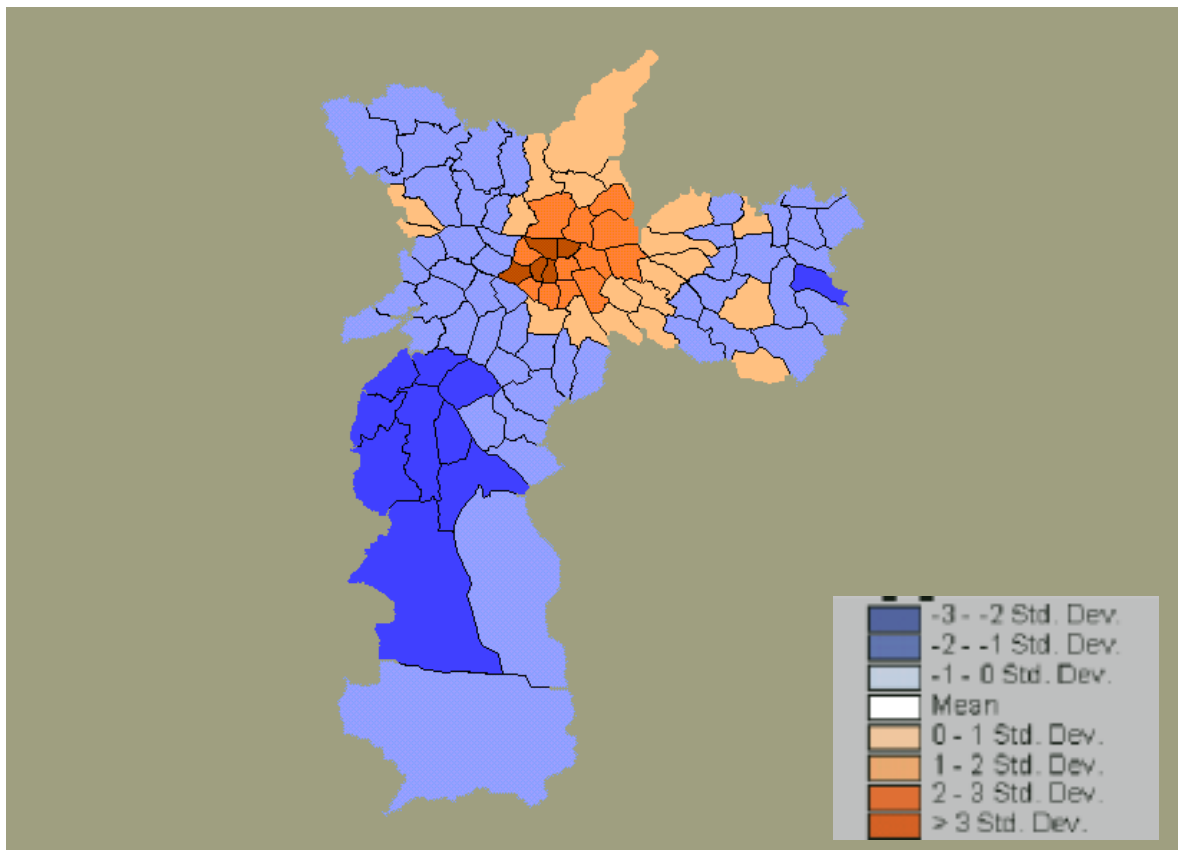 -3 - -2 Std. Dev.
-2 - -1 Std. Dev.
-1 - 0 Std. Dev.
Mean
0 - 1 Std. Dev.
1 - 2 Std. Dev.
2 - 3 Std. Dev.
> 3 Std. Dev.